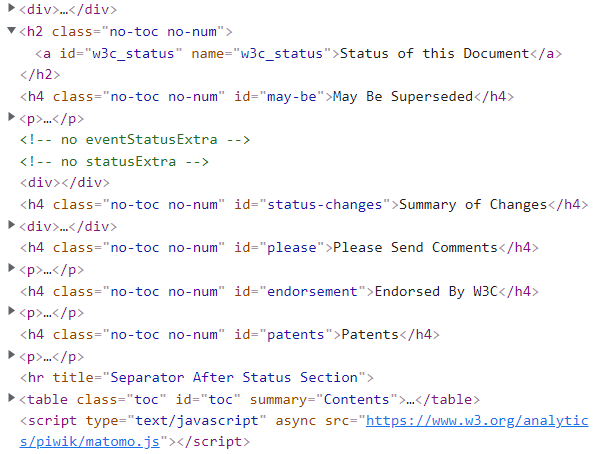 <div>…</div>
<h2 class="no-toc no-num">
<a id="w3c_status" name="w3c_status">Status of this Document</a>
</h2>
<h4 class="no-toc no-num" id="may-be">May Be Superseded</h4>
<p>…</p>
<!-- no eventStatusExtra -->
<!-- no statusExtra -->
<div></div>
<h4 class="no-toc no-num" id="status-changes">Summary of Changes</h4>
<div>…</div>
<h4 class="no-toc no-num" id="please">Please Send Comments</h4>
<p>…</p>
<h4 class="no-toc no-num" id="endorsement">Endorsed By W3C</h4>
<p>…</p>
<h4 class="no-toc no-num" id="patents">Patents</h4>
<p>…</p>
<hr title="Separator After Status Section">
<table class="toc" id="toc" summary="Contents">…</table>
<script type="text/javascript" async src="https://www.w3.org/analytic
s/piwik/matomo.js"></script>